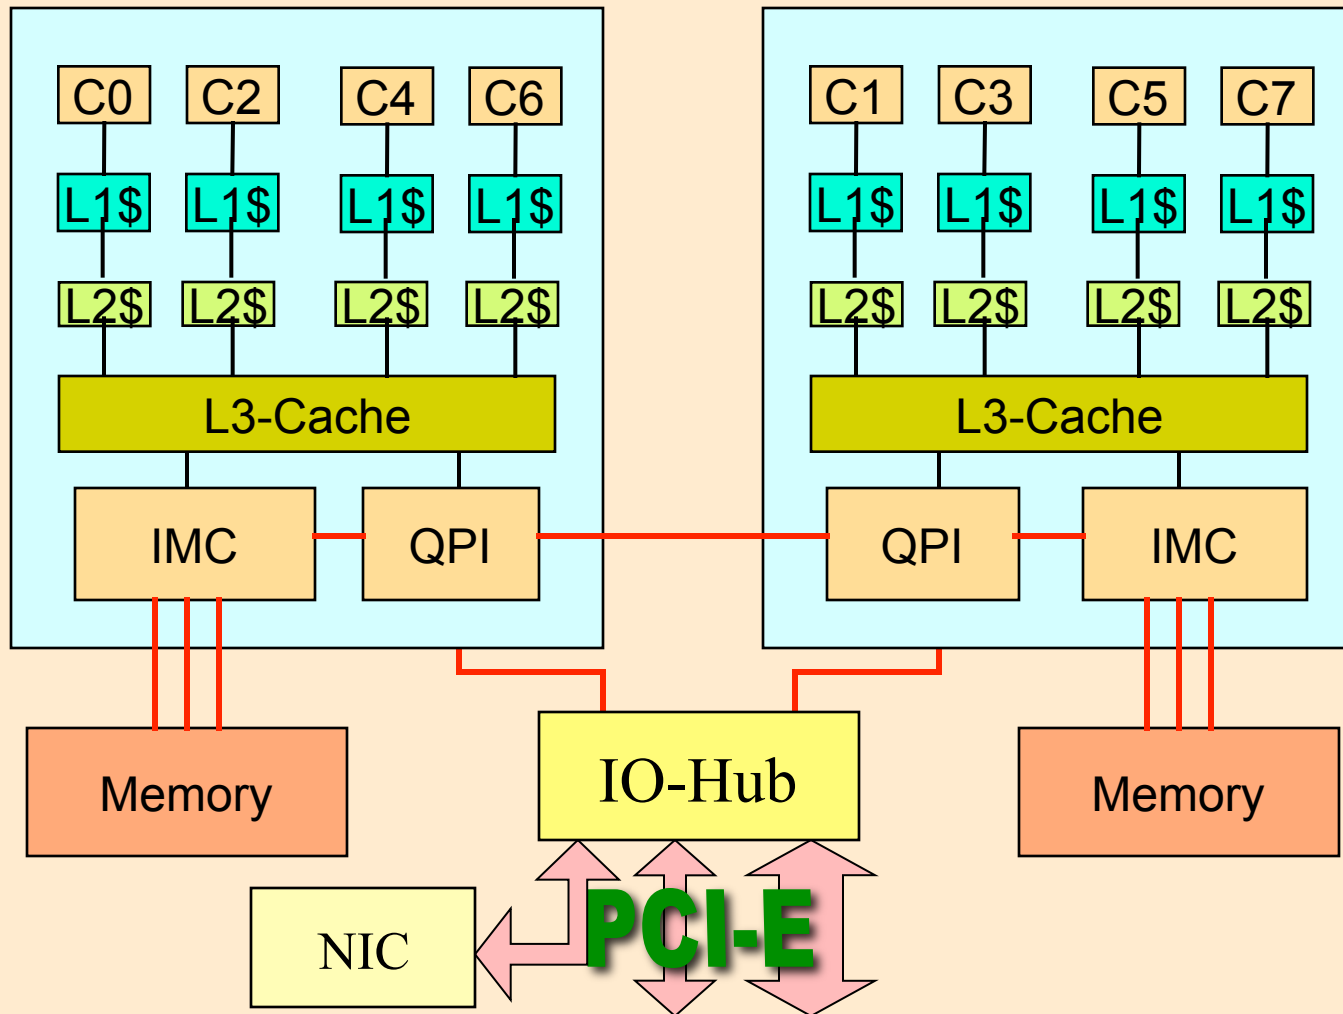 C0 C2 C4 C6 C1 C3 C5 C7
L1$ L1$ L1$ L1$ L1$ L1$ L1$ L1$
L2$ L2$ L2$ L2$ L2$ L2$ L2$ L2$
L3-Cache L3-Cache
IMC QPI QPI IMC
Memory IO-Hub Memory
NIC PCI-E